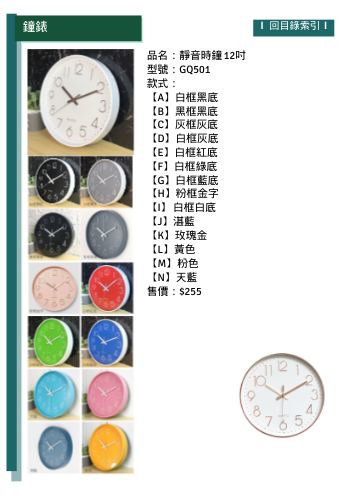 鐘錶
I 回目錄索引 I
品名：靜音時鐘12吋
型號：GQ501
款式：
【A】白框黑底
【B】黑框黑底
【C】灰框灰底
【D】白框灰底
【E】白框紅底
【F】白框綠底
【G】白框藍底
【H】粉框金字
【I】白框白底
【J】湛藍
【K】玫瑰金
【L】黃色
【M】粉色
【N】天藍
售價：$255